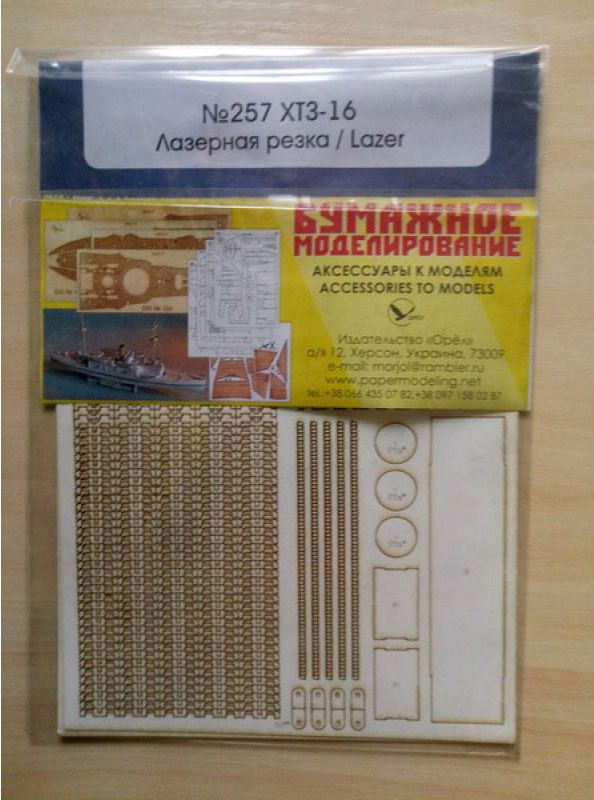 №257 ХТЗ-16
Лазерная резка / Lazer
БУМАЖНОЕ
МОДЕЛИРОВАНИЕ
АКСЕССУАРЫ К МОДЕЛЯМ
ACCESSORIES TO MODELS
Издательство «Орёл»
а/я 12, Херсон, Украина, 73009
e-mail: morjol@rambler.ru
www.papermodeling.net
tel.:+38 066 435 07 82,+38 097 158 02 87